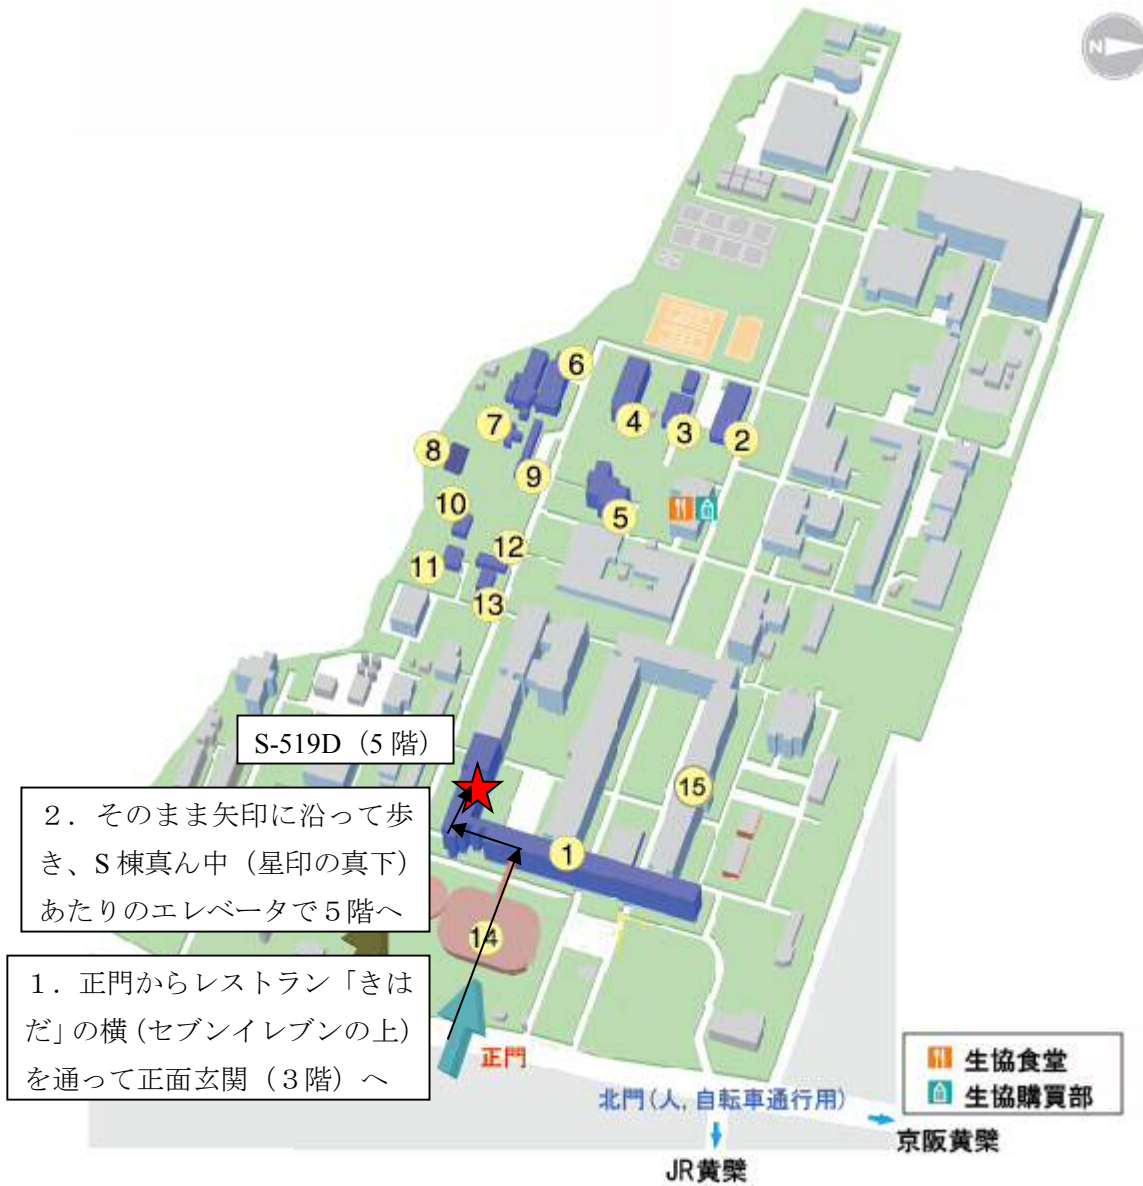 N
6
4
3
2
7
8
9
10
5
12
11
13
S-519D（5 階）
15
２．そのまま矢印に沿って歩
き、S 棟真ん中（星印の真下）
あたりのエレベータで５階へ
1
14
１．正門からレストラン「きは
だ」の横（セブンイレブンの上）
を通って正面玄関（３階）へ
正門
生協食堂
生協購買部
北門(人, 自転車通行用)
京阪黄檗
JR黄檗